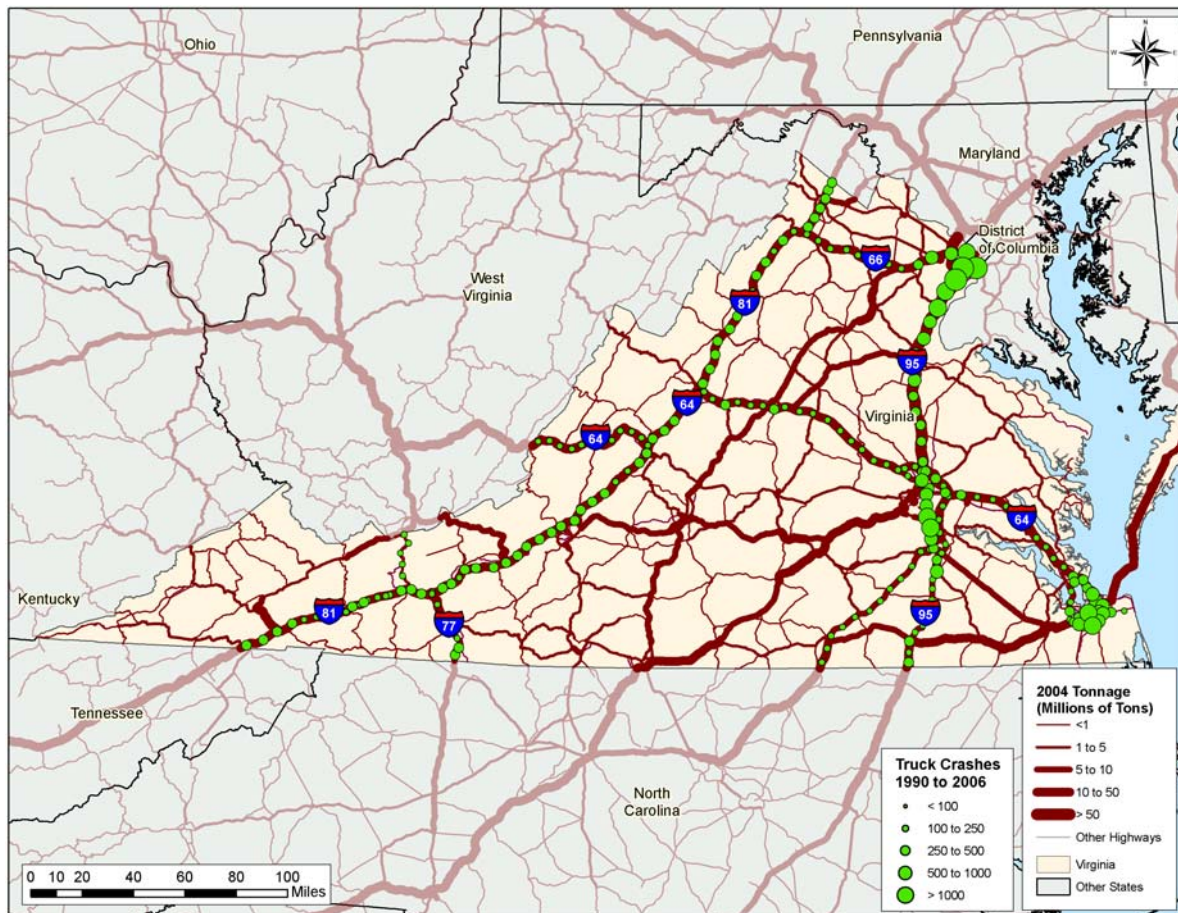 Ohio
Pennsylvania
N
W
E
S
Maryland
District
of Columbia
West
Virginia
66
81
95
64
64
Virginia
64
Kentucky
81
77
95
Tennessee
North
Carolina
2004 Tonnage
(Millions of Tons)
<1
1 to 5
5 to 10
10 to 50
> 50
Other Highways
Virginia
Other States
Truck Crashes
1990 to 2006
< 100
100 to 250
250 to 500
500 to 1000
> 1000
0 10 20 40 60 80 100
Miles